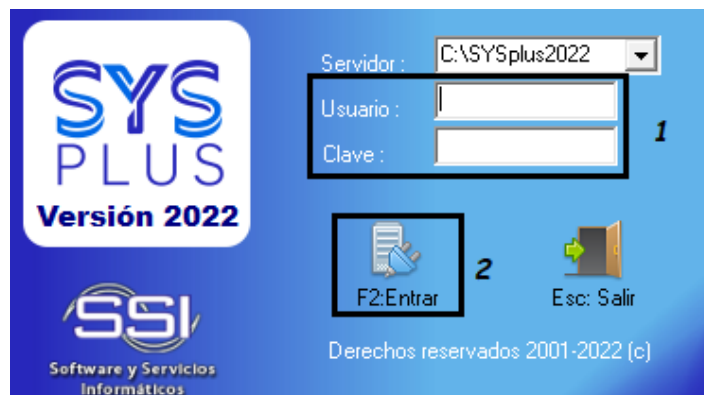 SYS
PLUS
Versión 2022
SSI
Software y Servicios
Informáticos
Servidor : C:\SYSplus2022
Usuario :
Clave :
1
F2:Entrar
2
Esc: Salir
Derechos reservados 2001-2022 (c)